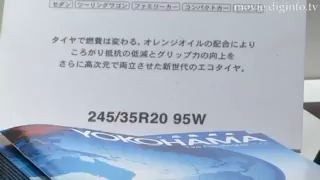 movie.diginfo.tv
セダン ツーリングワゴン ファミリーカー コンパクトカー
タイヤで燃費は変わる。オレンジオイルの配合により
ころがり抵抗の低減とグリップ力の向上を
さらに高次元で両立させた新世代のエコタイヤ。
245/35R20 95W
YOKOHAMA